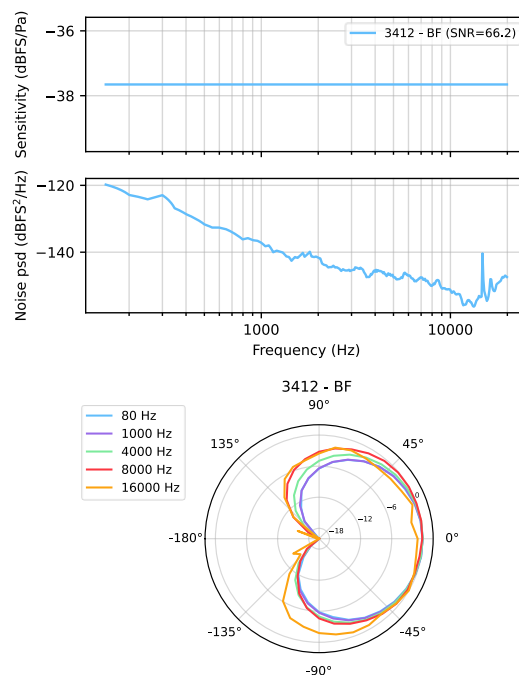 −36
−38
Sensitivity (dBFS/Pa)
3412 - BF (SNR=66.2)
−120
−140
Noise psd (dBFS²/Hz)
1000
10000
Frequency (Hz)
3412 - BF
80 Hz
1000 Hz
4000 Hz
8000 Hz
16000 Hz
90°
135°
45°
0
−6
−12
−18
-180°
0°
-135°
-45°
-90°